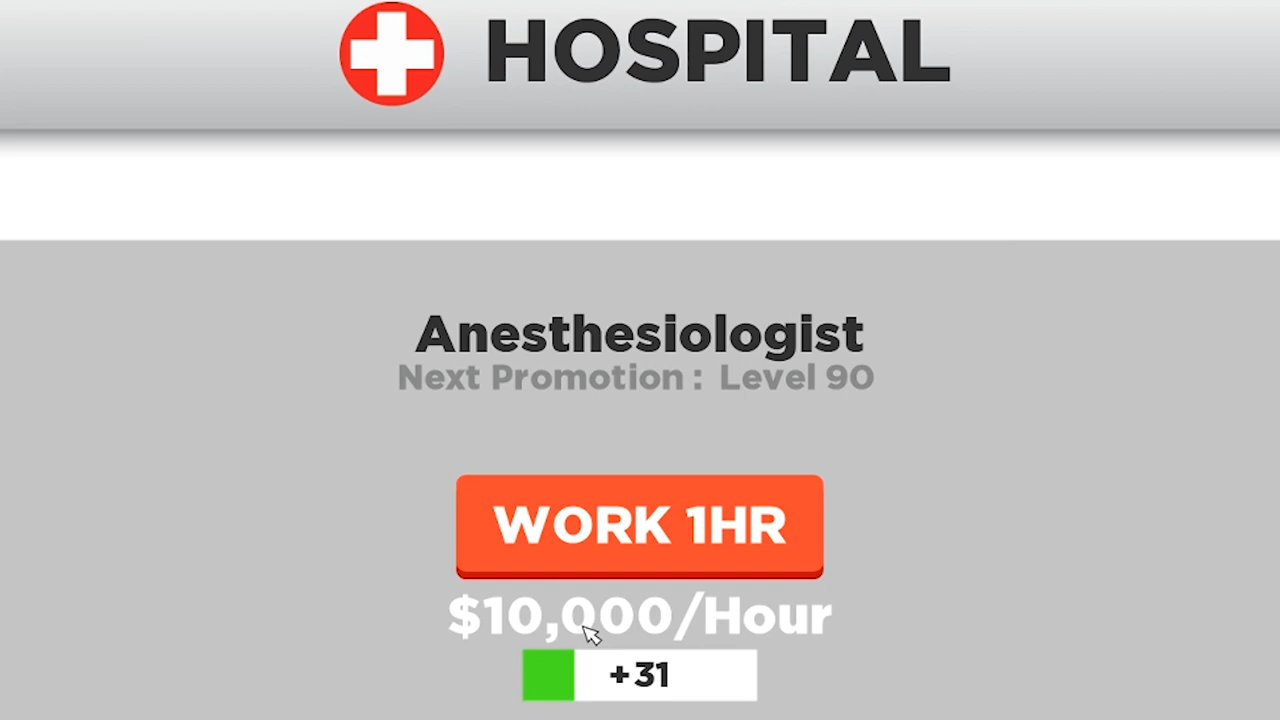 HOSPITAL
Anesthesiologist
Next Promotion : Level 90
WORK 1HR
$10,000/Hour
+31